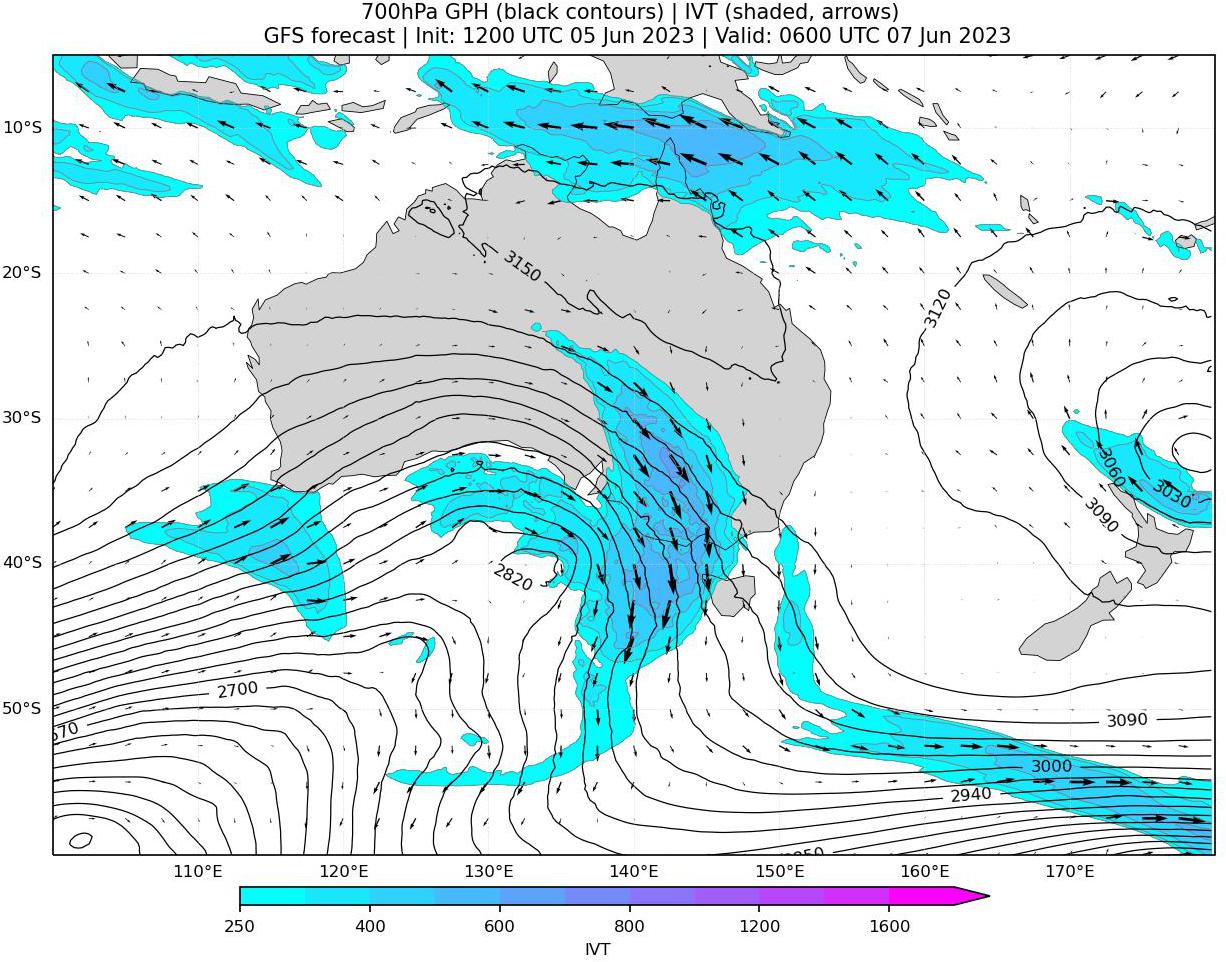 700hPa GPH (black contours) | IVT (shaded, arrows)
GFS forecast | Init: 1200 UTC 05 Jun 2023 | Valid: 0600 UTC 07 Jun 2023
10°S
20°S
30°S
40°S
50°S
3150
3120
3060
3030
3090
2820
2700
3090
3000
2940
110°E
120°E
130°E
140°E
150°E
160°E
170°E
250
400
600
800
1200
1600
IVT